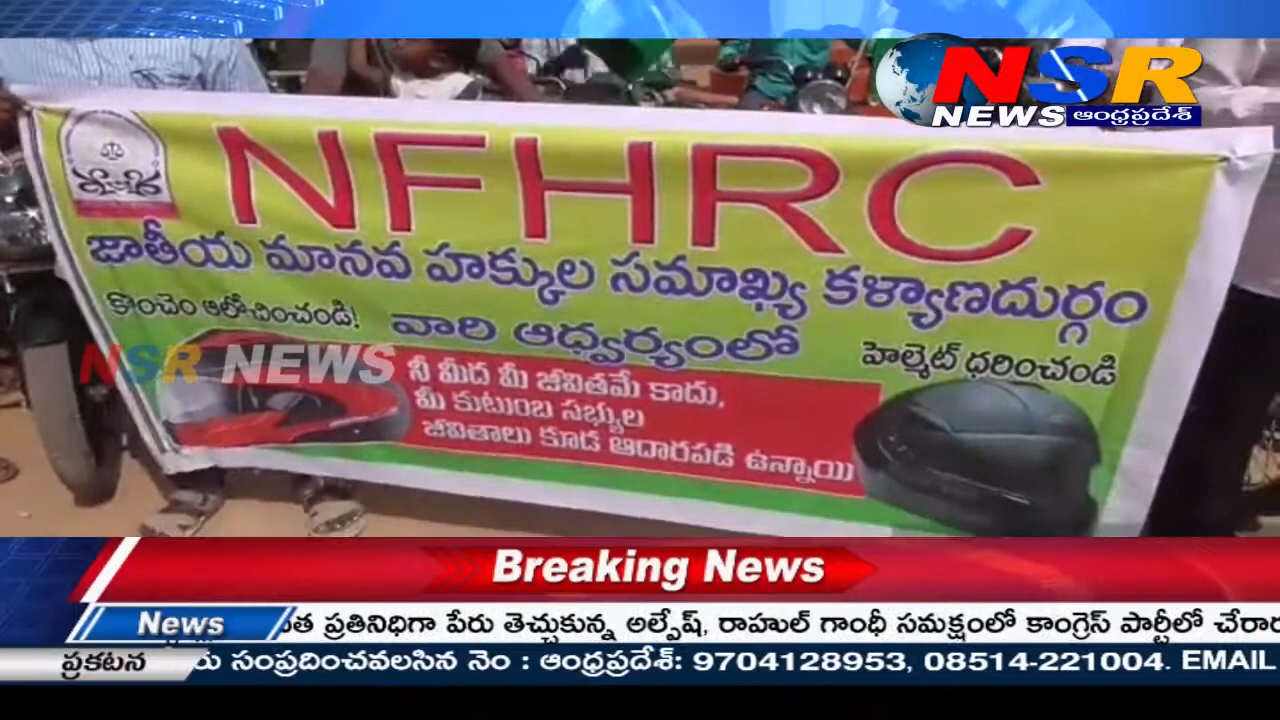 NSR
NEWS ఆంధ్రప్రదేశ్
NFHRC
జాతీయ మానవ హక్కుల సమాఖ్య కళ్యాణదుర్గం
కొంచెం ఆలోచించండి!
వారి ఆధ్వర్యంలో
హెల్మెట్ ధరించండి
NSR NEWS
నీ మీద మీ జీవితమే కాదు,
మీ కుటుంబ సభ్యుల
జీవితాలు కూడ ఆదారపడి ఉన్నాయి
Breaking News
News
ప్రతినిధిగా పేరు తెచ్చుకున్న అల్పేష్, రాహుల్ గాంధీ సమక్షంలో కాంగ్రెస్ పార్టీలో
ప్రకటన
సంప్రదించవలసిన నెం : ఆంధ్రప్రదేశ్: 9704128953, 08514-221004. EMAIL